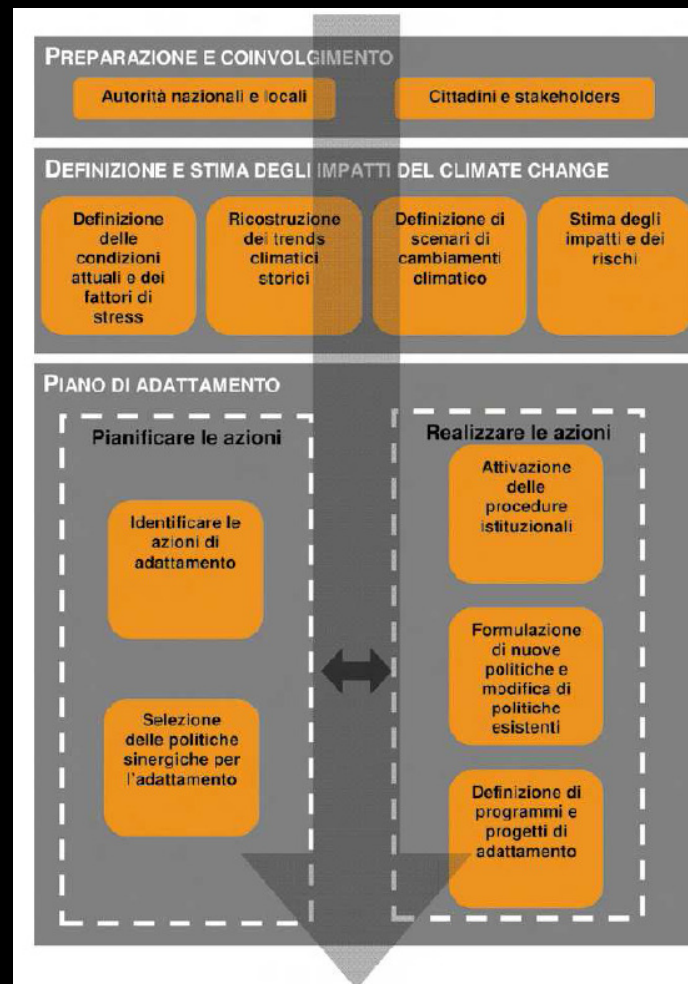 PREPARAZIONE E COINVOLGIMENTO
Autorità nazionali e locali
Cittadini e stakeholders
DEFINIZIONE E STIMA DEGLI IMPATTI DEL CLIMATE CHANGE
Definizione
delle
condizioni
attuali e dei
fattori di
stress
Ricostruzione
dei trends
climatici
storici
Definizione di
scenari di
cambiamenti
climatico
Stima degli
impatti e dei
rischi
PIANO DI ADATTAMENTO
Pianificare le azioni
Identificare le
azioni di
adattamento
Selezione
delle politiche
sinergiche per
l'adattamento
Realizzare le azioni
Attivazione
delle
procedure
istituzionali
Formulazione
di nuove
politiche e
modifica di
politiche
esistenti
Definizione di
programmi e
progetti di
adattamento